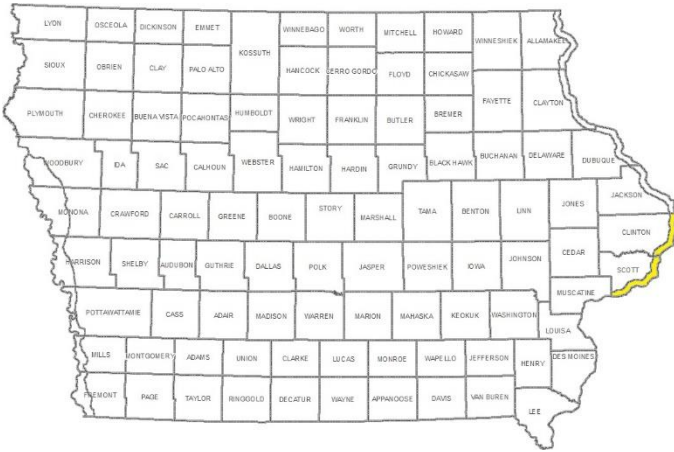 LYON OSCEOLA DICKINSON EMMET WINNEBAGO WORTH MITCHELL HOWARD WINNESHIEK ALLAMAKEE
KOSSUTH
SIOUX OBRIEN CLAY PALO ALTO HANCOCK CERRO GORDO FLOYD CHICKASAW
PLYMOUTH CHEROKEE BUENA VISTA POCAHONTAS HUMBOLDT WRIGHT FRANKLIN BUTLER BREMER FAYETTE CLAYTON
WOODBURY IDA SAC CALHOUN WEBSTER HAMILTON HARDIN GRUNDY BLACK HAWK BUCHANAN DELAWARE DUBUQUE
MONONA CRAWFORD CARROLL GREENE BOONE STORY MARSHALL TAMA BENTON LINN JONES JACKSON
CLINTON
HARRISON SHELBY AUDUBON GUTHRIE DALLAS POLK JASPER POWESHIEK IOWA JOHNSON CEDAR SCOTT
MUSCATINE
POTTAWATTAMIE CASS ADAIR MADISON WARREN MARION MAHASKA KEOKUK WASHINGTON
LOUISA
MILLS MONTGOMERY ADAMS UNION CLARKE LUCAS MONROE WAPELLO JEFFERSON HENRY DES MOINES
FREMONT PAGE TAYLOR RINGGOLD DECATUR WAYNE APPANOOSE DAVIS VAN BUREN
LEE